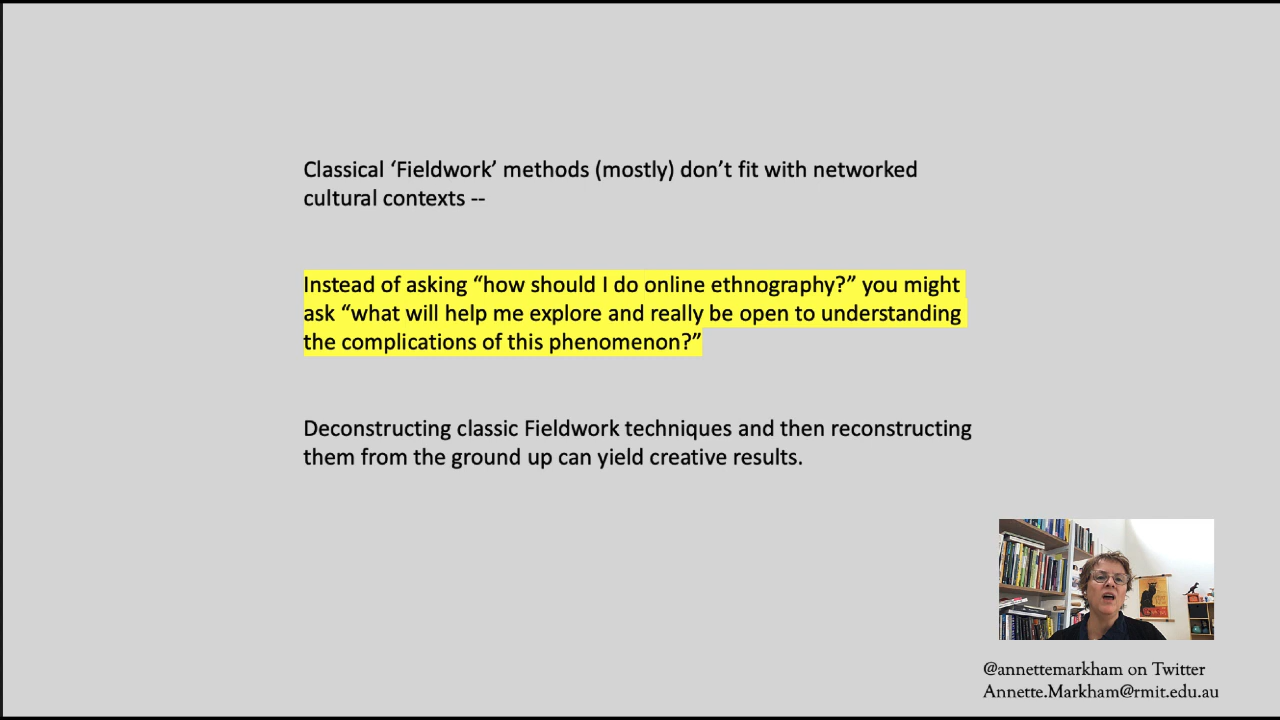 Classical ‘Fieldwork’ methods (mostly) don’t fit with networked
cultural contexts --
Instead of asking “how should I do online ethnography?” you might
ask “what will help me explore and really be open to understanding
the complications of this phenomenon?”
Deconstructing classic Fieldwork techniques and then reconstructing
them from the ground up can yield creative results.
@annettemarkham on Twitter
Annette.Markham@rmit.edu.au